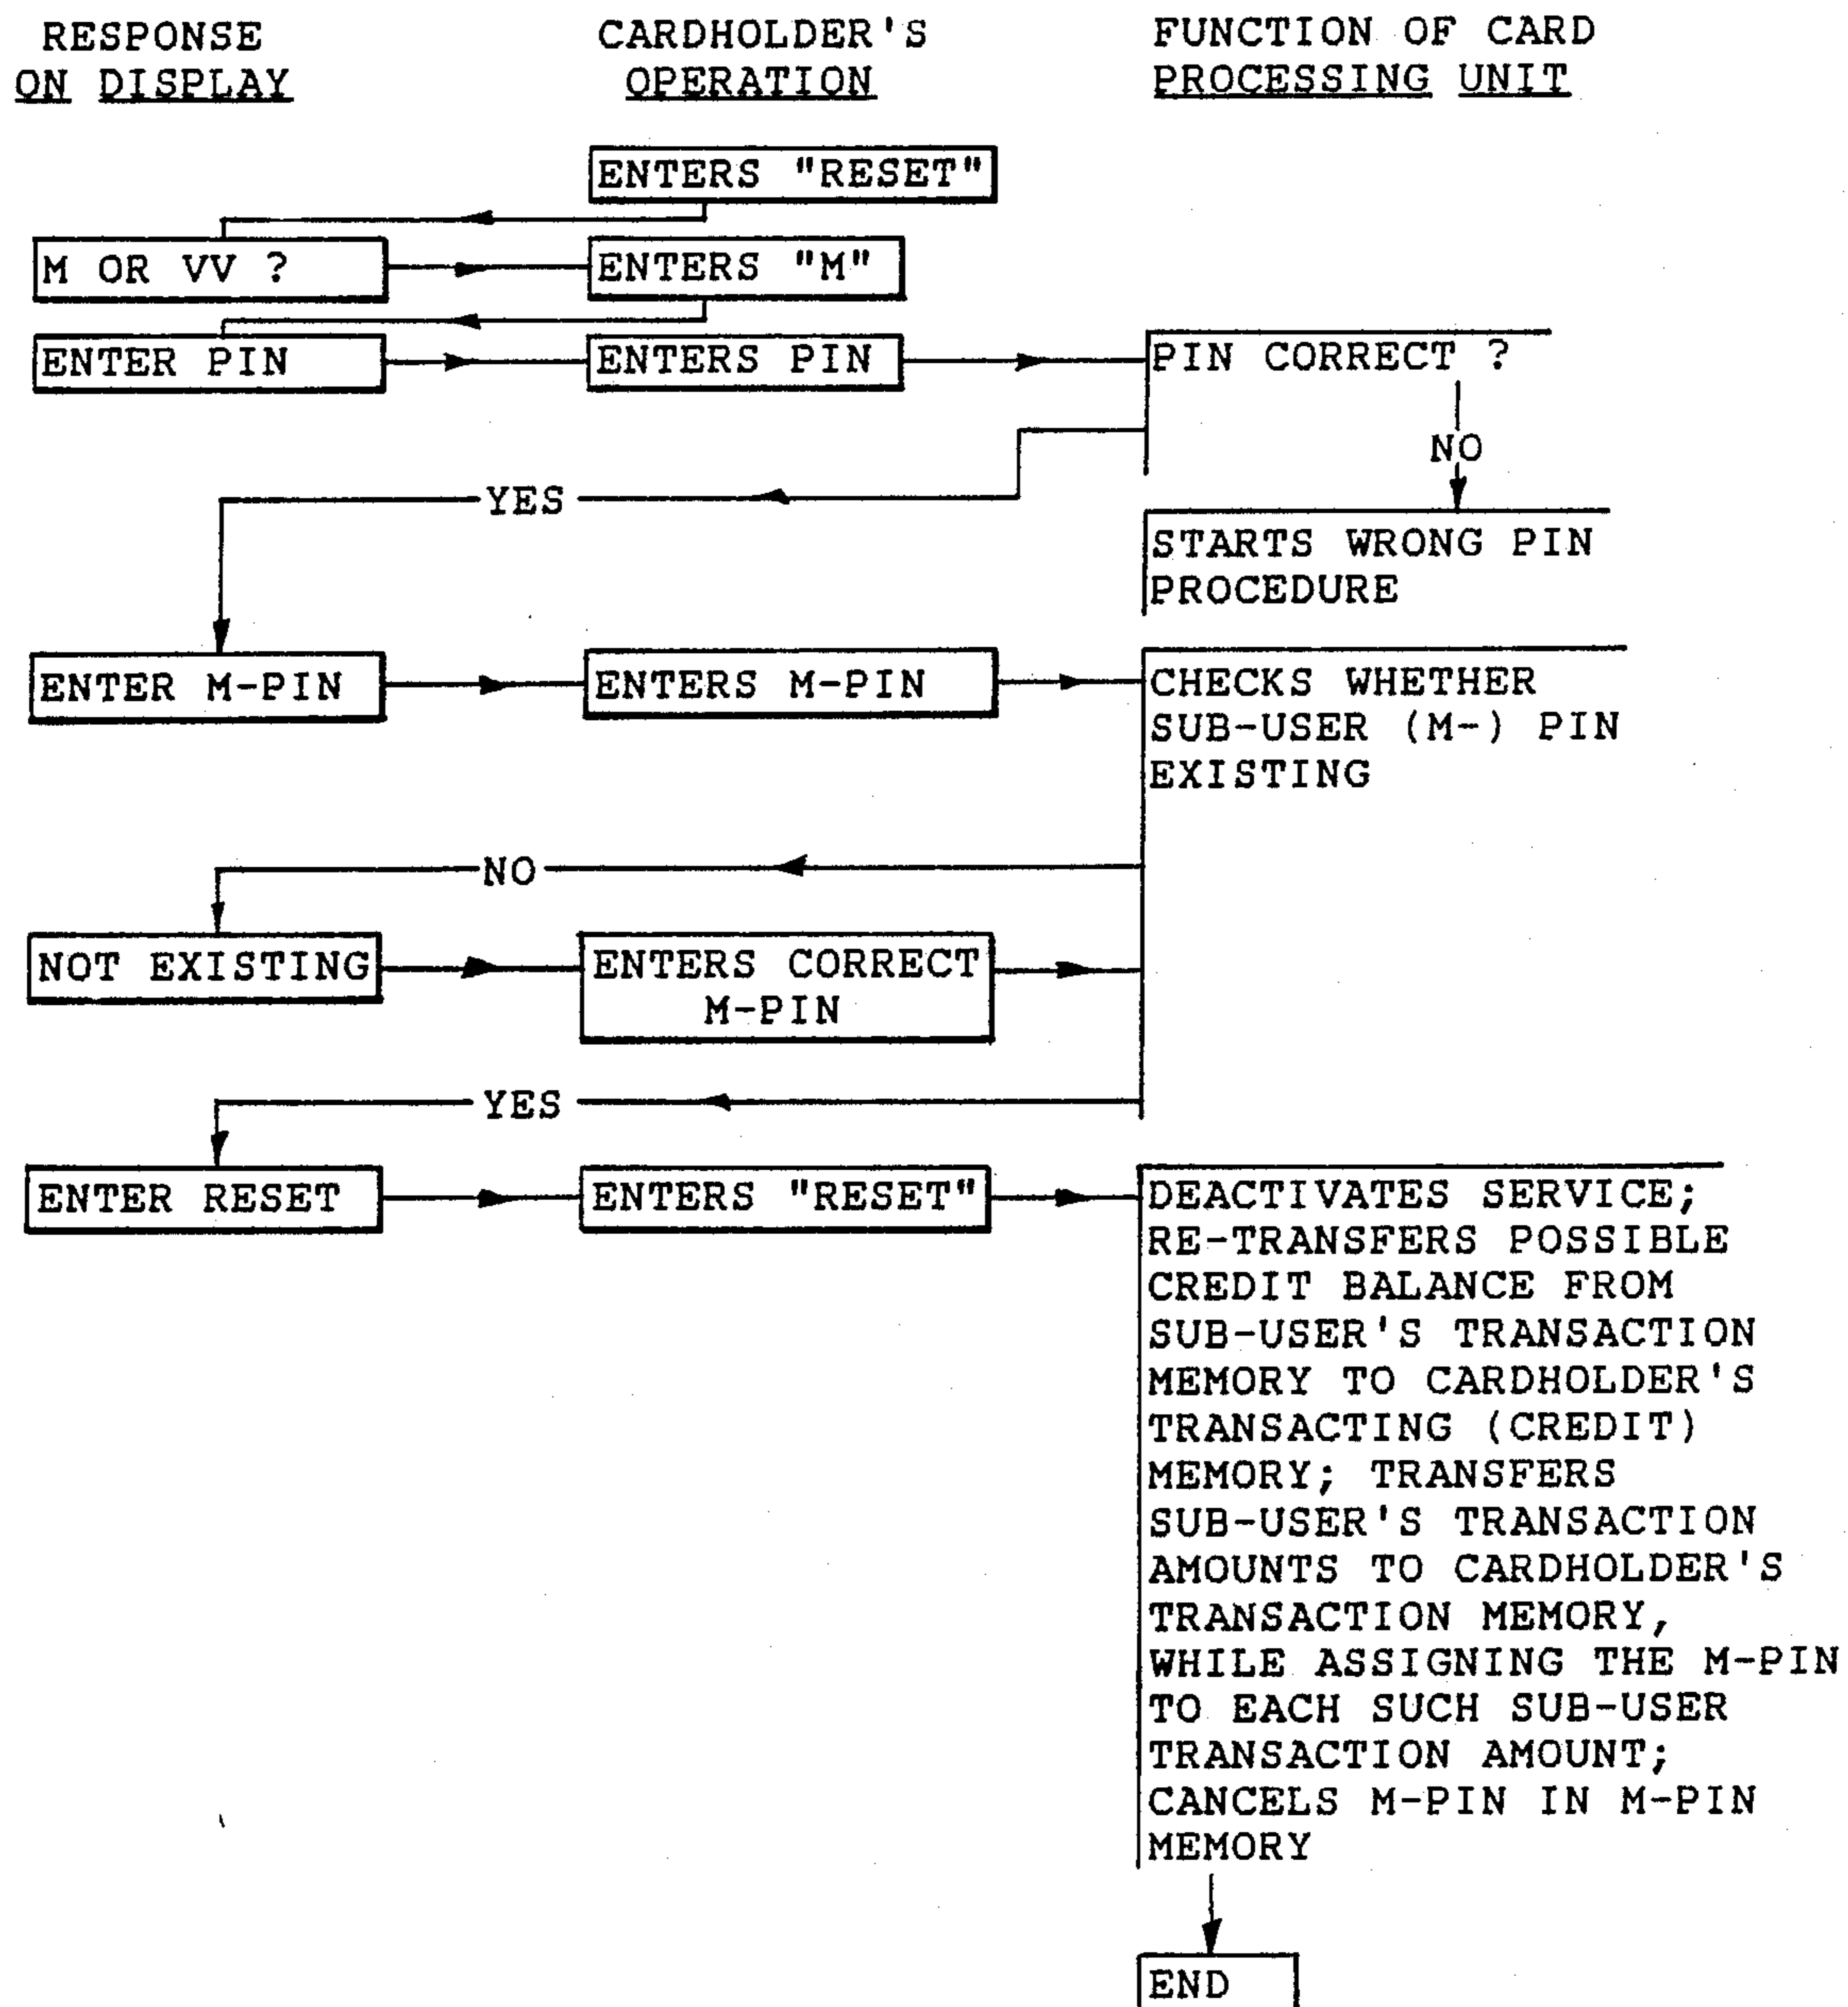 RESPONSE
ON DISPLAY
CARDHOLDER'S
OPERATION
FUNCTION OF CARD
PROCESSING UNIT
ENTERS "RESET"
M OR VV ?
ENTERS "M"
ENTER PIN
ENTERS PIN
PIN CORRECT ?
NO
YES
STARTS WRONG PIN
PROCEDURE
ENTER M-PIN
ENTERS M-PIN
CHECKS WHETHER
SUB-USER (M-) PIN
EXISTING
NO
NOT EXISTING
ENTERS CORRECT
M-PIN
YES
ENTER RESET
ENTERS "RESET"
DEACTIVATES SERVICE;
RE-TRANSFERS POSSIBLE
CREDIT BALANCE FROM
SUB-USER'S TRANSACTION
MEMORY TO CARDHOLDER'S
TRANSACTING (CREDIT)
MEMORY; TRANSFERS
SUB-USER'S TRANSACTION
AMOUNTS TO CARDHOLDER'S
TRANSACTION MEMORY,
WHILE ASSIGNING THE M-PIN
TO EACH SUCH SUB-USER
TRANSACTION AMOUNT;
CANCELS M-PIN IN M-PIN
MEMORY
END